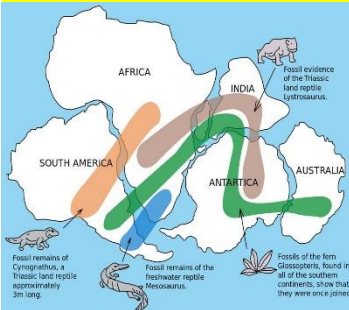 AFRICA
Fossil evidence
of the Triassic
land reptile
Lystrosaurus.
INDIA
SOUTH AMERICA
ANTARTICA
AUSTRALIA
Fossil remains of
Cynognathus, a
Triassic land reptile
approximately
3m long.
Fossil remains of the
freshwater reptile
Mesosaurus.
Fossils of the fern
Glossopteris, found in
all of the southern
continents, show that
they were once joined